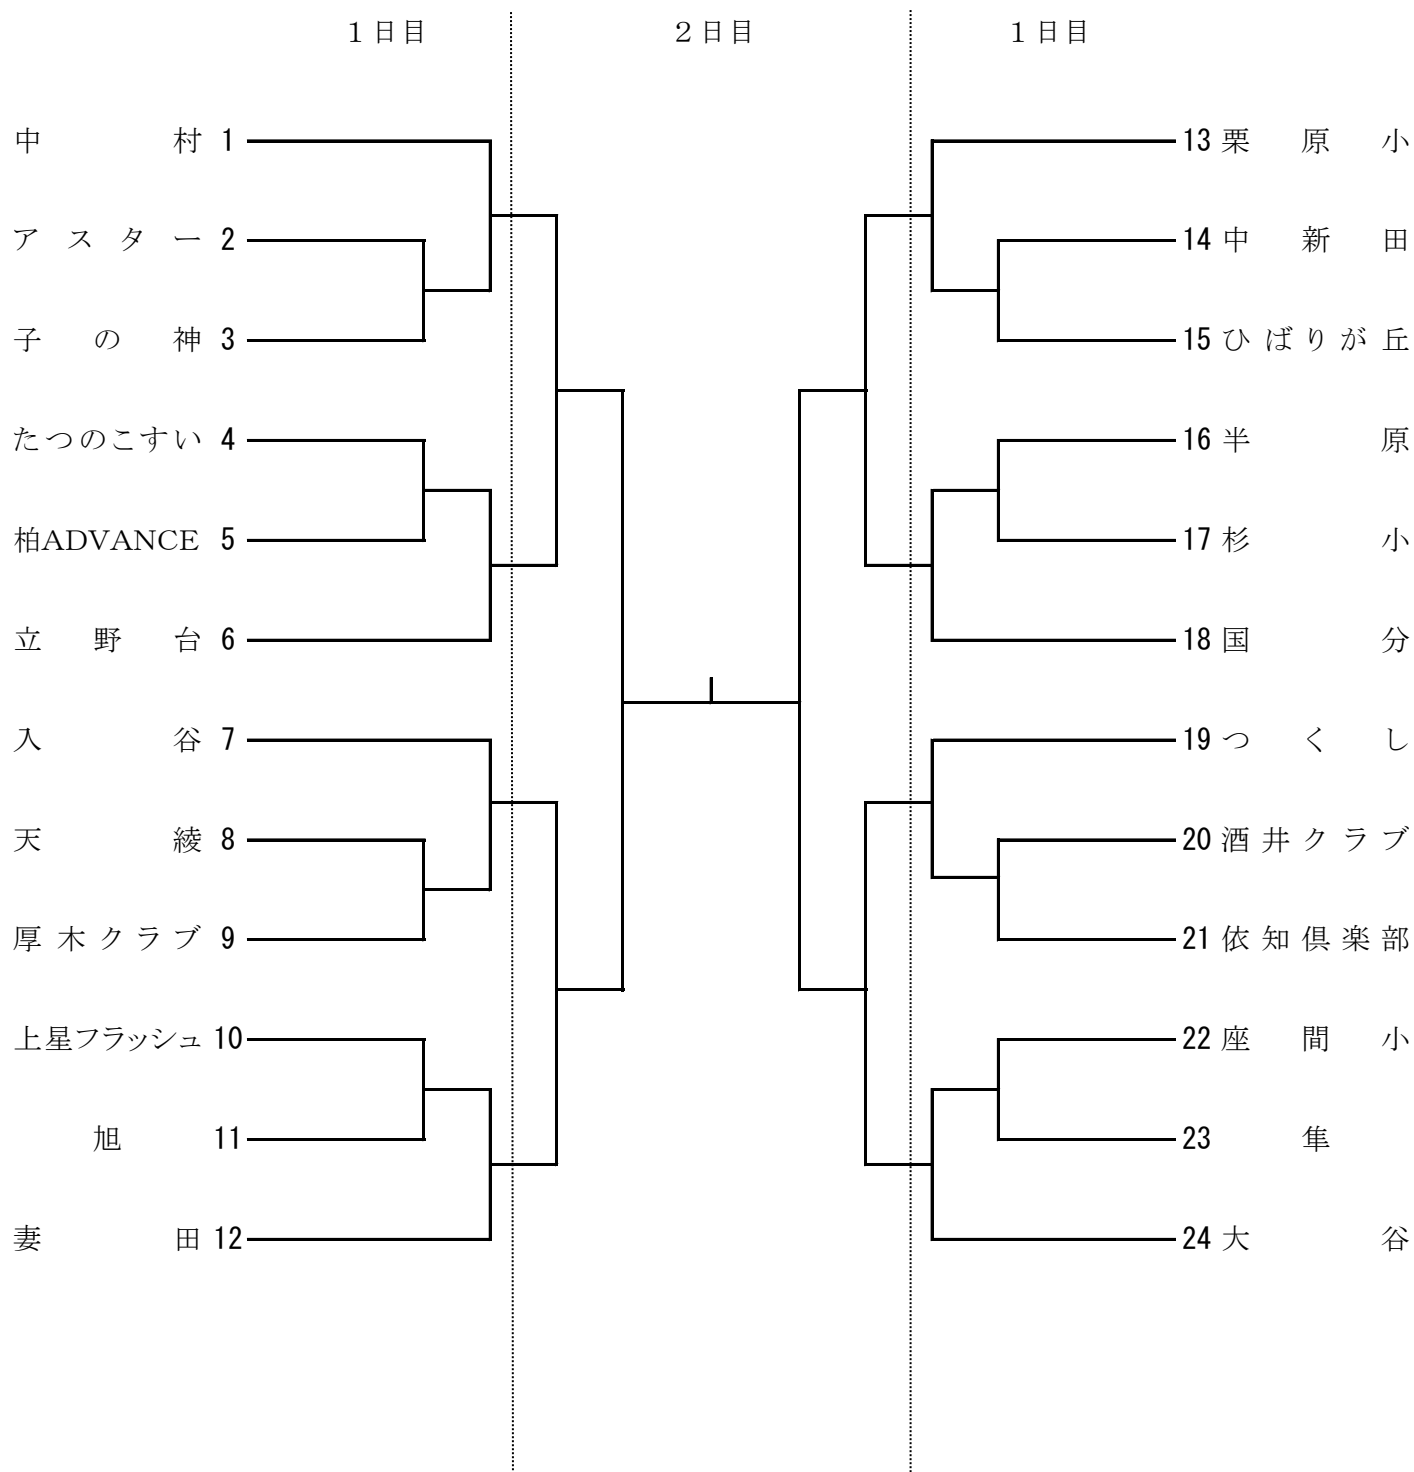 １日目 ２日目 １日目
中村 1 13 栗原小
アスター 2 14 中新田
子の神 3 15 ひばりが丘
たつのこすい 4 16 半原
柏ADVANCE 5 17 杉小
立野台 6 18 国分
入谷 7 19 つくし
天綾 8 20 酒井クラブ
厚木クラブ 9 21 依知倶楽部
上星フラッシュ 10 22 座間小
旭 11 23 隼
妻田 12 24 大谷